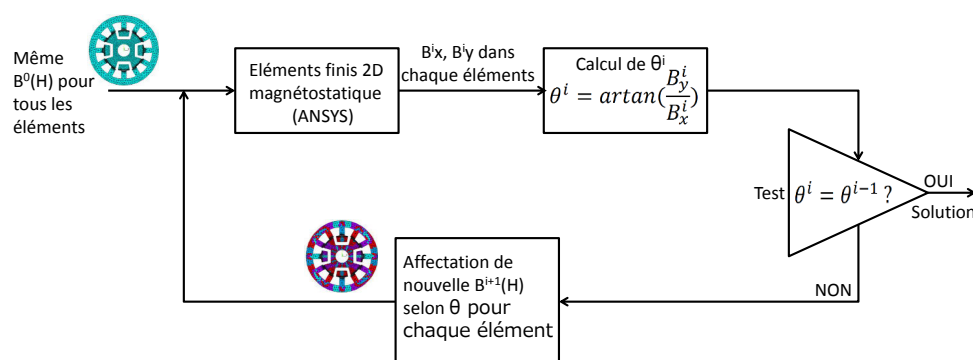 Même
B⁰(H) pour
tous les
éléments
Eléments finis 2D
magnétostatique
(ANSYS)
Bⁱx, Bⁱy dans
chaque éléments
Calcul de θⁱ
θⁱ = artan(Bⁱy/Bⁱx)
Test
θⁱ = θⁱ⁻¹ ?
OUI
Solution
NON
Affectation de
nouvelle Bⁱ⁺¹(H)
selon θ pour
chaque élément